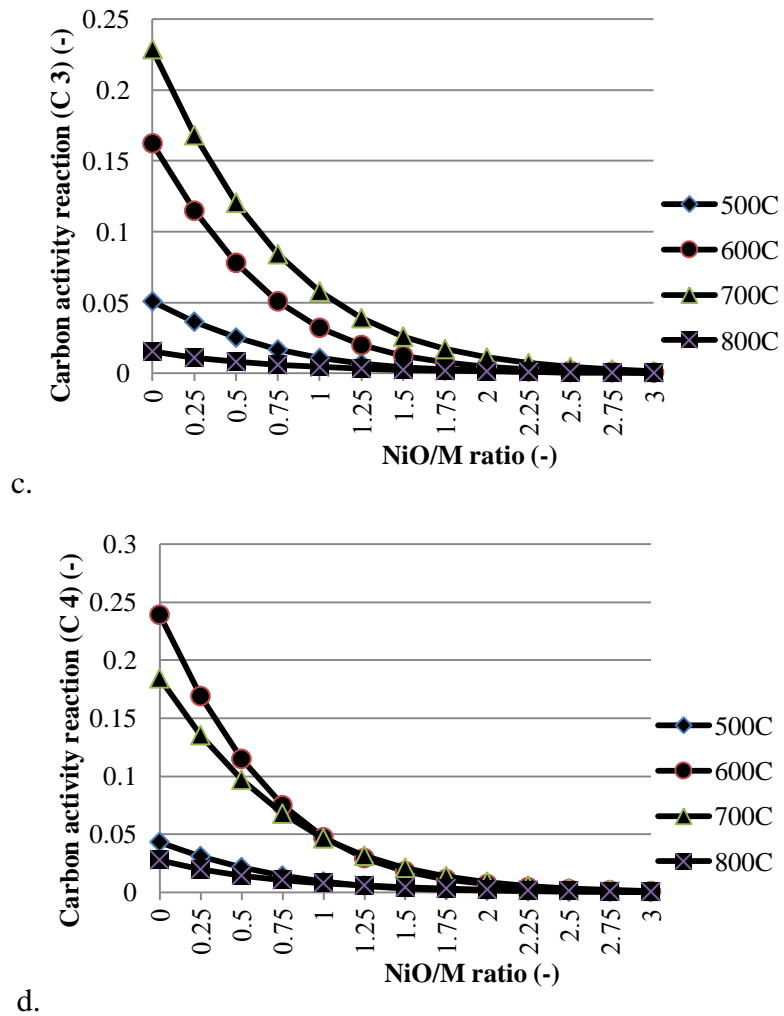 Carbon activity reaction (C 3) (-)
0.25
0.2
0.15
0.1
0.05
0
0 0.25 0.5 0.75 1 1.25 1.5 1.75 2 2.25 2.5 2.75 3
NiO/M ratio (-)
500C
600C
700C
800C
c.
Carbon activity reaction (C 4) (-)
0.3
0.25
0.2
0.15
0.1
0.05
0
0 0.25 0.5 0.75 1 1.25 1.5 1.75 2 2.25 2.5 2.75 3
NiO/M ratio (-)
500C
600C
700C
800C
d.